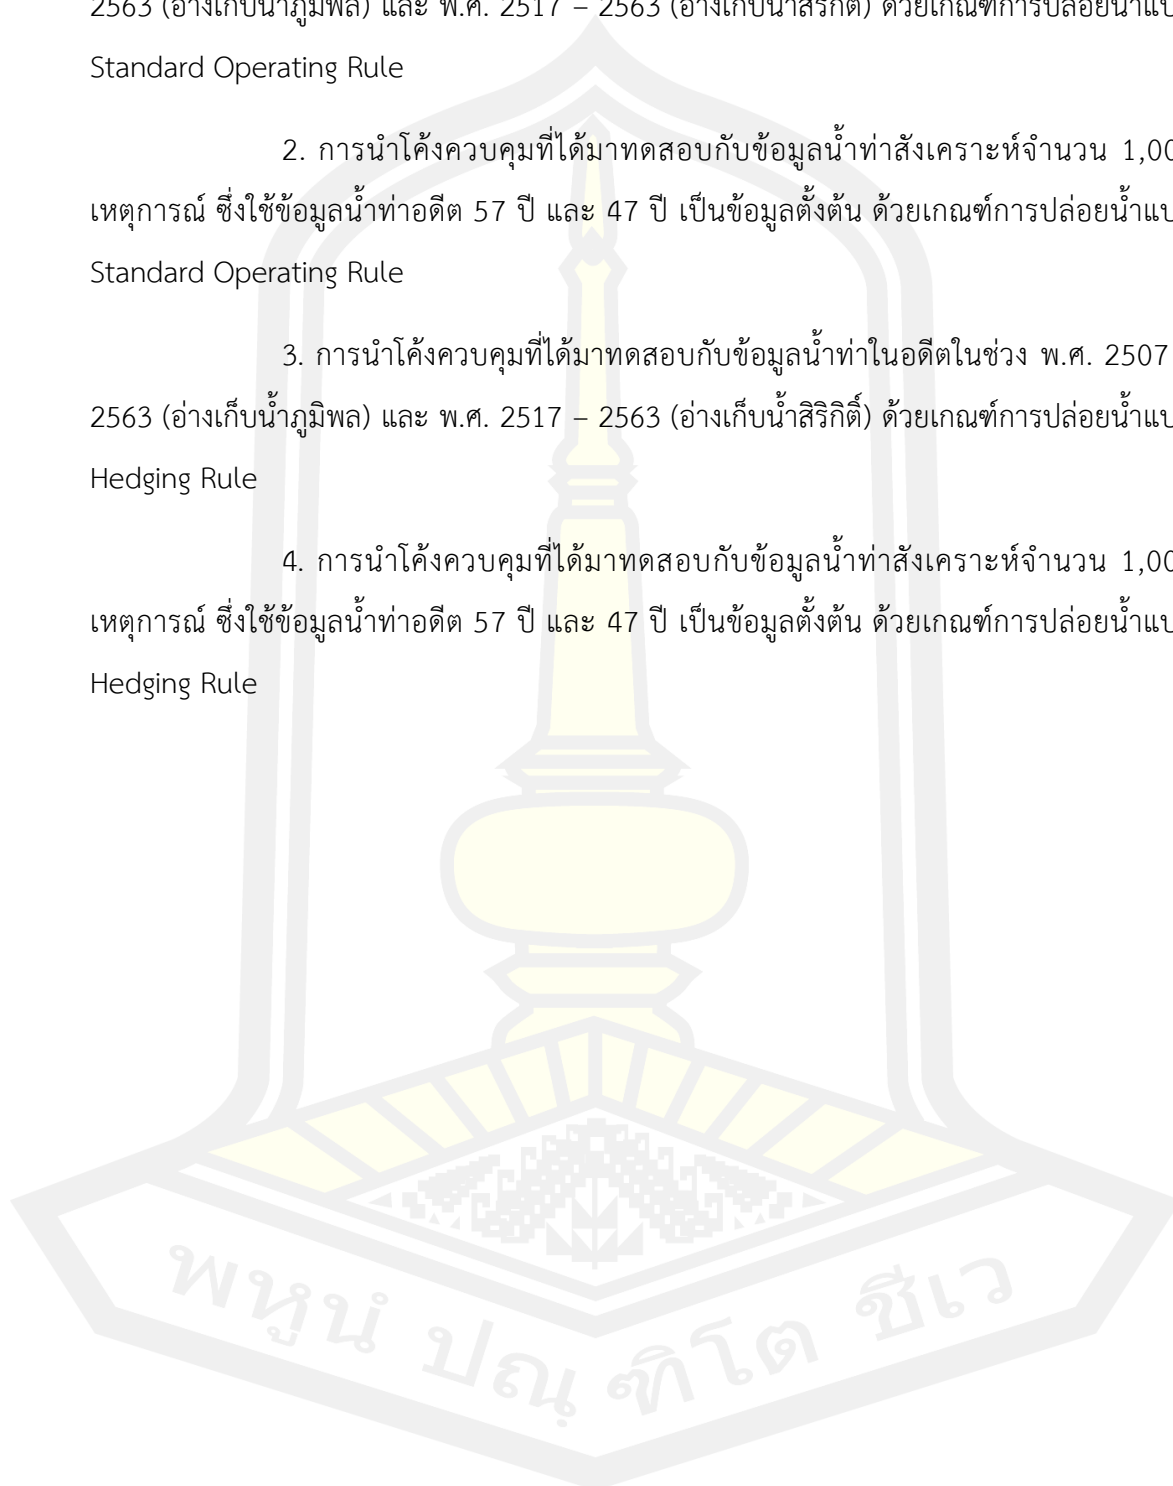 2563 (อ่างเก็บน้ำภูมิพล) และ พ.ศ. 2517 – 2563 (อ่างเก็บน้ำสิริกิติ์) ด้วยเกณฑ์การปล่อยน้ำแบ
Standard Operating Rule
2. การนำโค้งควบคุมที่ได้มาทดสอบกับข้อมูลน้ำท่าสังเคราะห์จำนวน 1,00
เหตุการณ์ ซึ่งใช้ข้อมูลน้ำท่าอดีต 57 ปี และ 47 ปี เป็นข้อมูลตั้งต้น ด้วยเกณฑ์การปล่อยน้ำแบ
Standard Operating Rule
3. การนำโค้งควบคุมที่ได้มาทดสอบกับข้อมูลน้ำท่าในอดีตในช่วง พ.ศ. 2507
2563 (อ่างเก็บน้ำภูมิพล) และ พ.ศ. 2517 – 2563 (อ่างเก็บน้ำสิริกิติ์) ด้วยเกณฑ์การปล่อยน้ำแบ
Hedging Rule
4. การนำโค้งควบคุมที่ได้มาทดสอบกับข้อมูลน้ำท่าสังเคราะห์จำนวน 1,00
เหตุการณ์ ซึ่งใช้ข้อมูลน้ำท่าอดีต 57 ปี และ 47 ปี เป็นข้อมูลตั้งต้น ด้วยเกณฑ์การปล่อยน้ำแบ
Hedging Rule
พหูนํ ปณฺฑิโต ชีเว